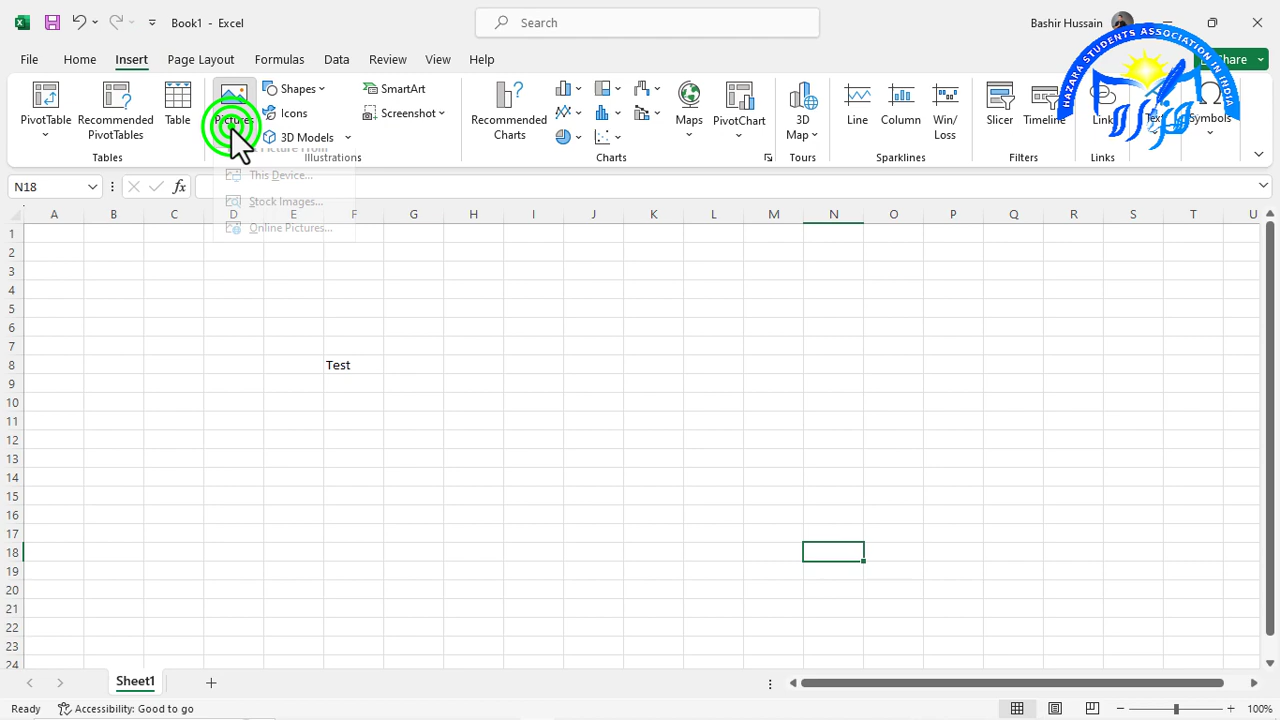 Book1 - Excel
Search
Bashir Hussain
File Home Insert Page Layout Formulas Data Review View Help
Share
PivotTable
Recommended PivotTables
Table
Pictures
Shapes
Icons
3D Models
SmartArt
Screenshot
Recommended Charts
Maps
PivotChart
3D Map
Line
Column
Win/Loss
Slicer
Link
Text
Symbols
Tables
Illustrations
Charts
Tours
Sparklines
Filters
Links
HAZARA STUDENTS ASSOCIATION IN INDIA
N18
fx
Picture From
This Device...
Stock Images...
Online Pictures...
A B C D E F G H I J K L M N O P Q R S T U
1
2
3
4
5
6
7
8 Test
9
10
11
12
13
14
15
16
17
18
19
20
21
22
23
24
Sheet1
Ready
Accessibility: Good to go
100%